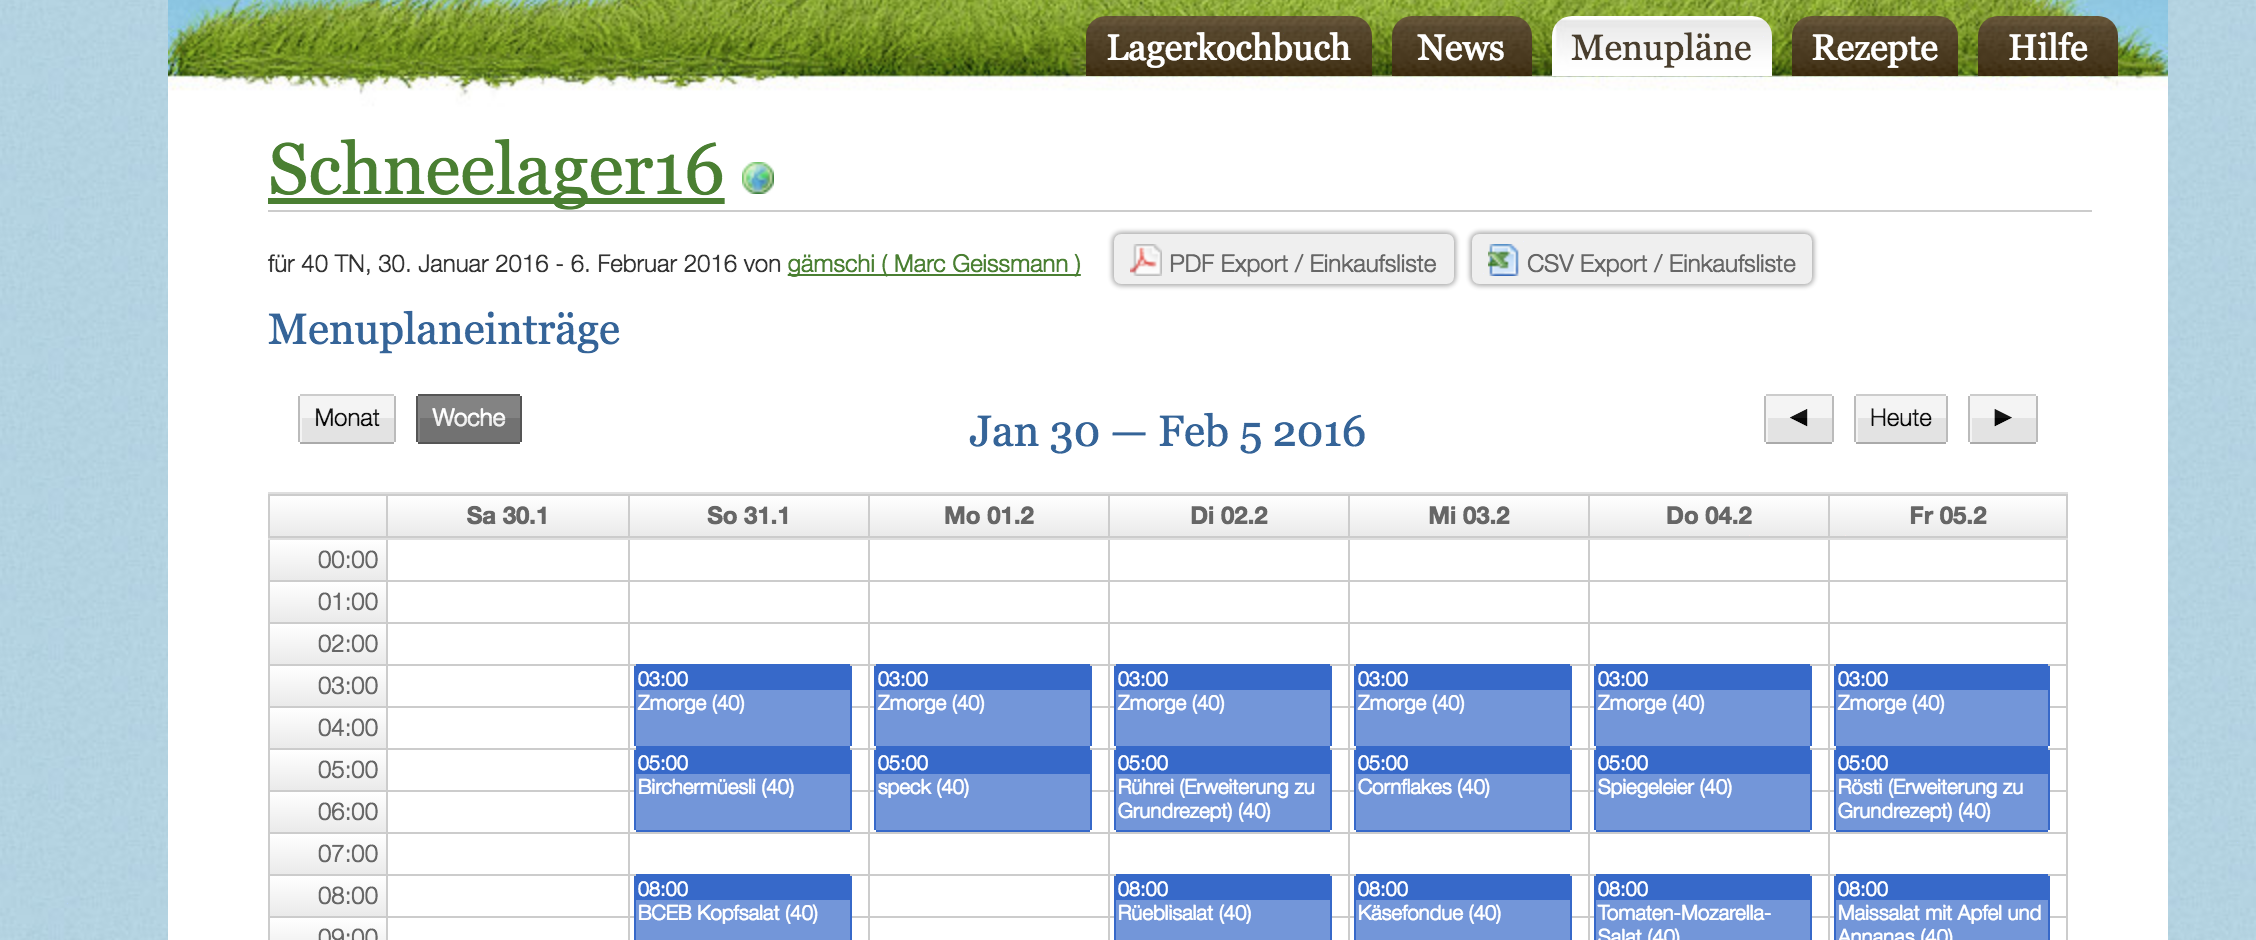 Lagerkochbuch News Menupläne Rezepte Hilfe
Schneelager16
für 40 TN, 30. Januar 2016 - 6. Februar 2016 von gämschi ( Marc Geissmann ) PDF Export / Einkaufsliste CSV Export / Einkaufsliste
Menuplaneinträge
Monat Woche Jan 30 — Feb 5 2016 ◄ Heute ►
Sa 30.1 So 31.1 Mo 01.2 Di 02.2 Mi 03.2 Do 04.2 Fr 05.2
00:00
01:00
02:00
03:00 03:00 03:00 03:00 03:00 03:00 03:00
Zmorge (40) Zmorge (40) Zmorge (40) Zmorge (40) Zmorge (40) Zmorge (40)
04:00
05:00 05:00 05:00 05:00 05:00 05:00 05:00
Birchermüesli (40) speck (40) Rührei (Erweiterung zu Cornflakes (40) Spiegeleier (40) Rösti (Erweiterung zu
06:00 Grundrezept) (40) Grundrezept) (40)
07:00
08:00 08:00 08:00 08:00 08:00 08:00
BCEB Kopfsalat (40) Rüeblisalat (40) Käsefondue (40) Tomaten-Mozarella- Maissalat mit Apfel und
09:00 Salat (40) Annanas (40)